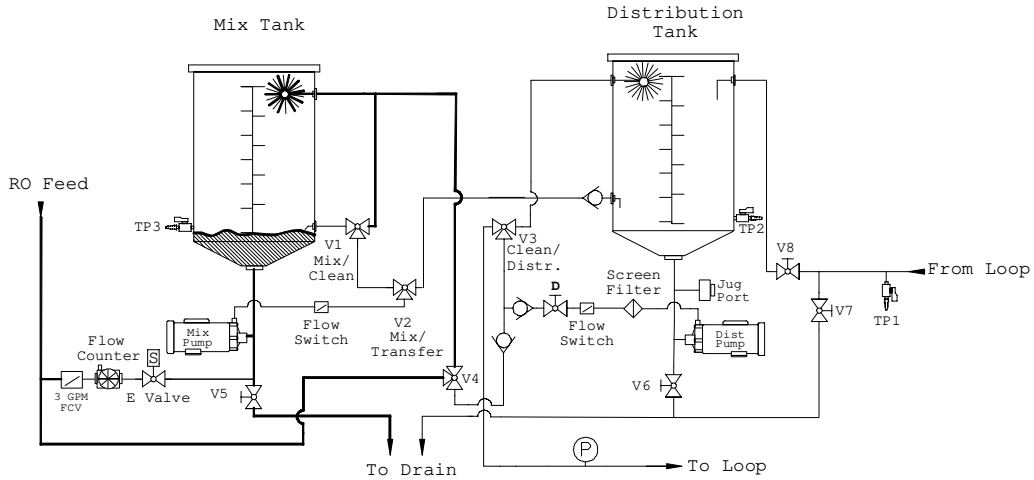 Distribution
Tank
Mix Tank
RO Feed
TP3
V1
Mix/
Clean
V3
Clean/
Distr.
TP2
V8
From Loop
Screen
Filter
Jug
Port
D
TP1
V7
Mix
Pump
Flow
Switch
V2
Mix/
Transfer
Flow
Switch
Dist
Pump
Flow
Counter
S
3 GPM
FCV
E Valve
V5
V4
V6
To Drain
P
To Loop